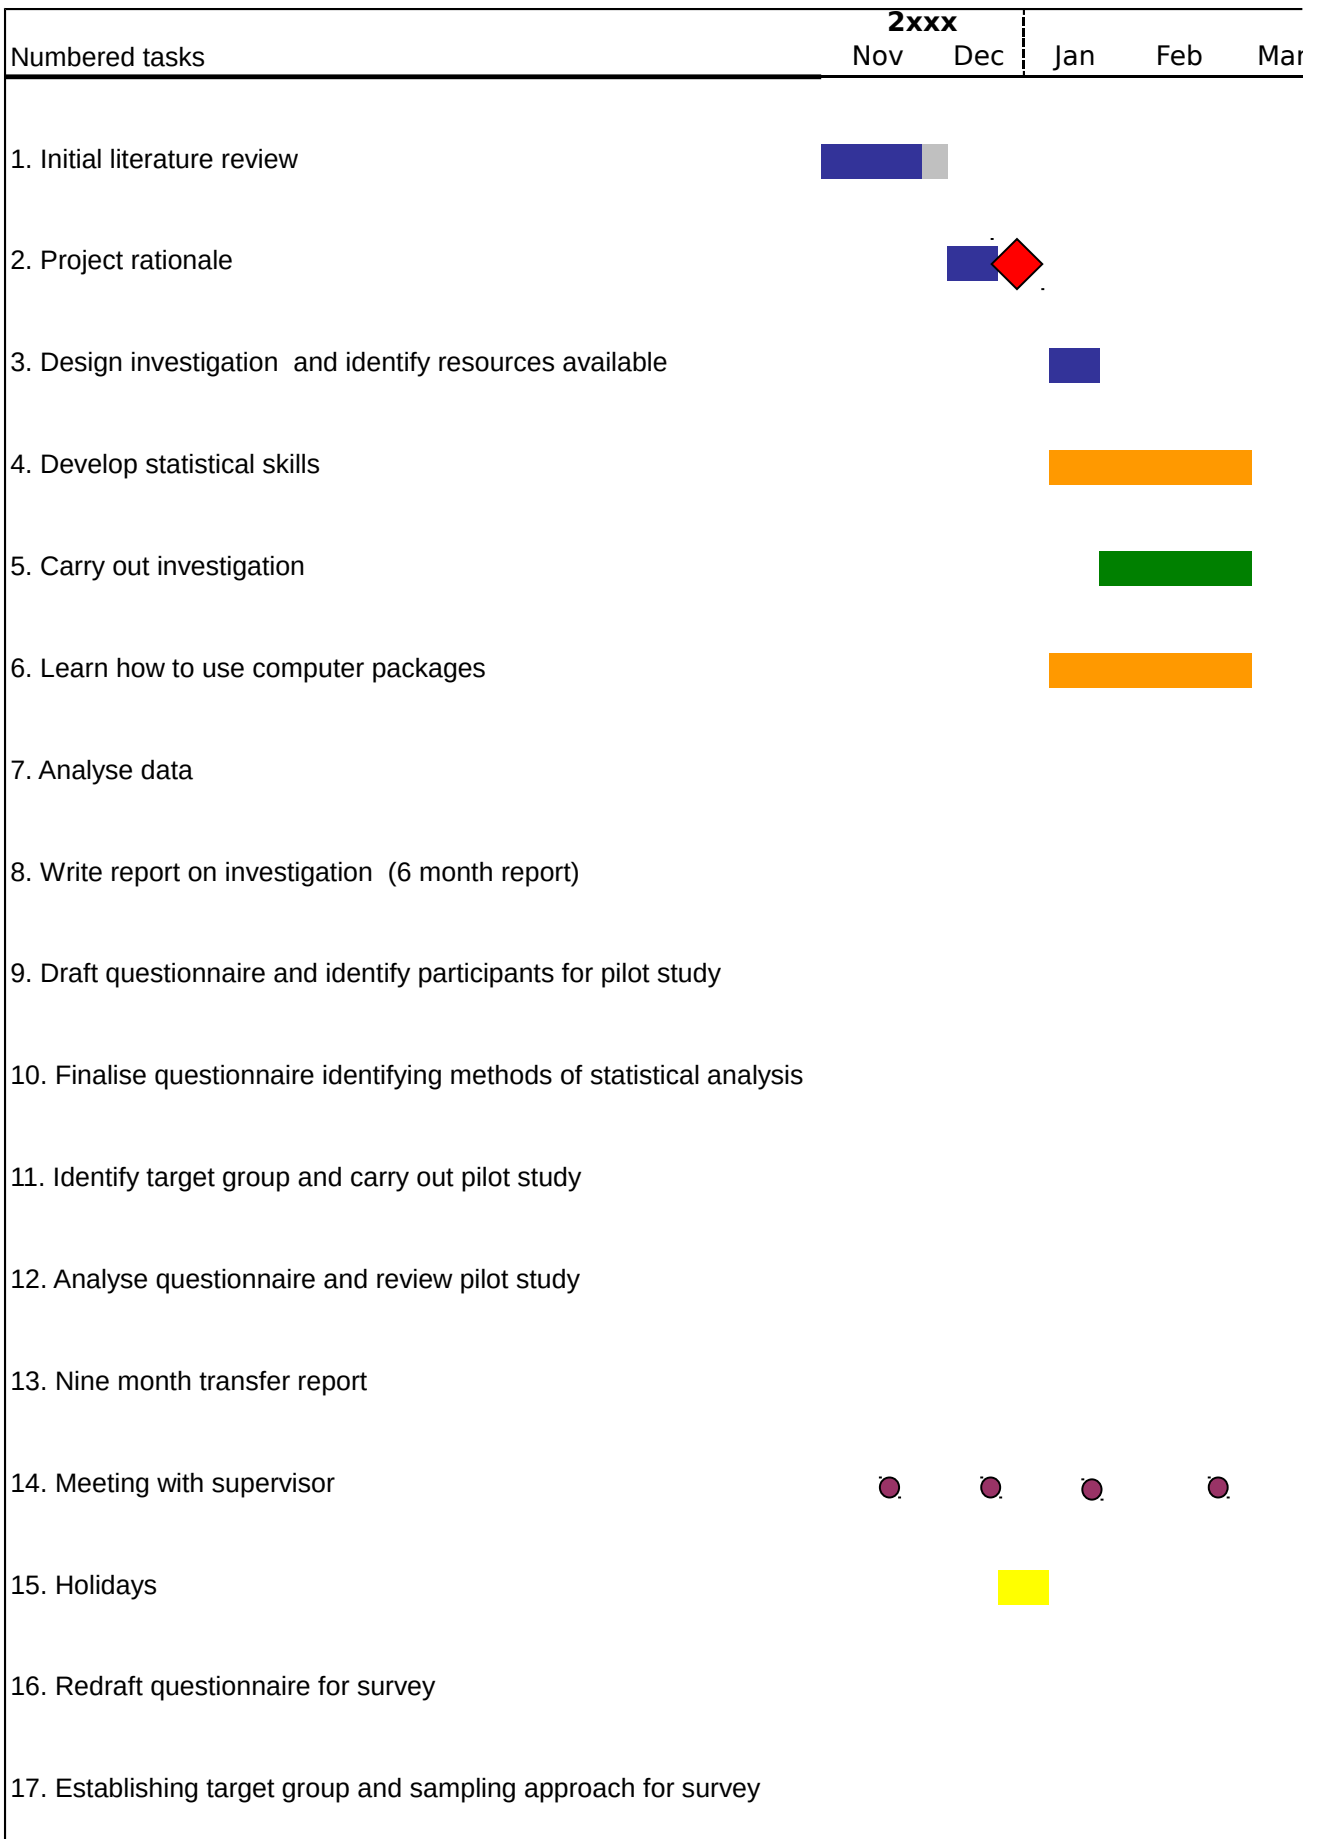 2xxx
Numbered tasks Nov Dec Jan Feb Mar
1. Initial literature review
2. Project rationale
3. Design investigation  and identify resources available
4. Develop statistical skills
5. Carry out investigation
6. Learn how to use computer packages
7. Analyse data
8. Write report on investigation  (6 month report)
9. Draft questionnaire and identify participants for pilot study
10. Finalise questionnaire identifying methods of statistical analysis
11. Identify target group and carry out pilot study
12. Analyse questionnaire and review pilot study
13. Nine month transfer report
14. Meeting with supervisor
15. Holidays
16. Redraft questionnaire for survey
17. Establishing target group and sampling approach for survey